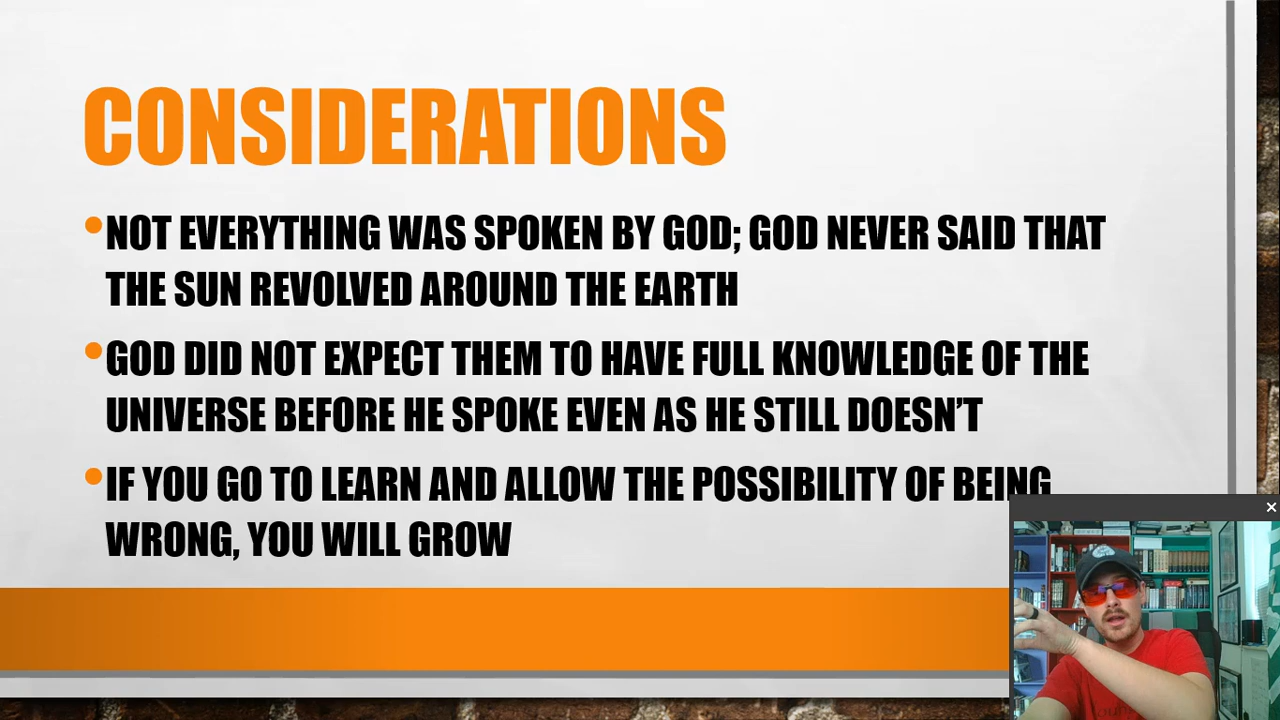 CONSIDERATIONS
•NOT EVERYTHING WAS SPOKEN BY GOD; GOD NEVER SAID THAT
THE SUN REVOLVED AROUND THE EARTH
•GOD DID NOT EXPECT THEM TO HAVE FULL KNOWLEDGE OF THE
UNIVERSE BEFORE HE SPOKE EVEN AS HE STILL DOESN’T
•IF YOU GO TO LEARN AND ALLOW THE POSSIBILITY OF BEING
WRONG, YOU WILL GROW